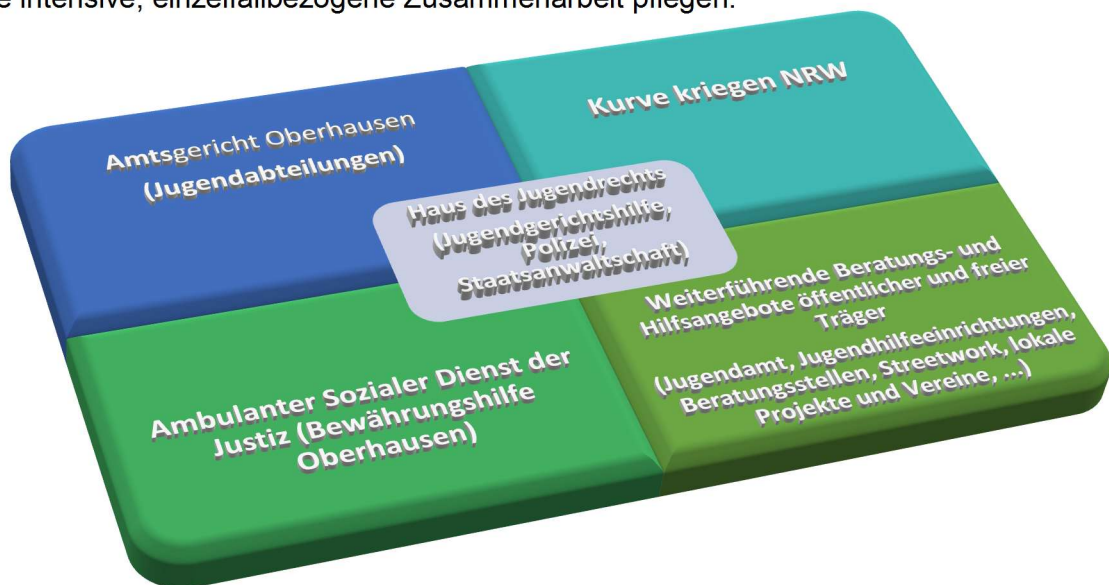 intensive, einzelfallbezogene Zusammenarbeit pflegen.
Amtsgericht Oberhausen
(Jugendabteilungen)
Kurve kriegen NRW
Haus des Jugendrechts
(Jugendgerichtshilfe,
Polizei,
Staatsanwaltschaft)
Ambulanter Sozialer Dienst der
Justiz (Bewährungshilfe
Oberhausen)
Weiterführende Beratungs- und
Hilfsangebote öffentlicher und freier
Träger
(Jugendamt, Jugendhilfeeinrichtungen,
Beratungsstellen, Streetwork, lokale
Projekte und Vereine, ...)